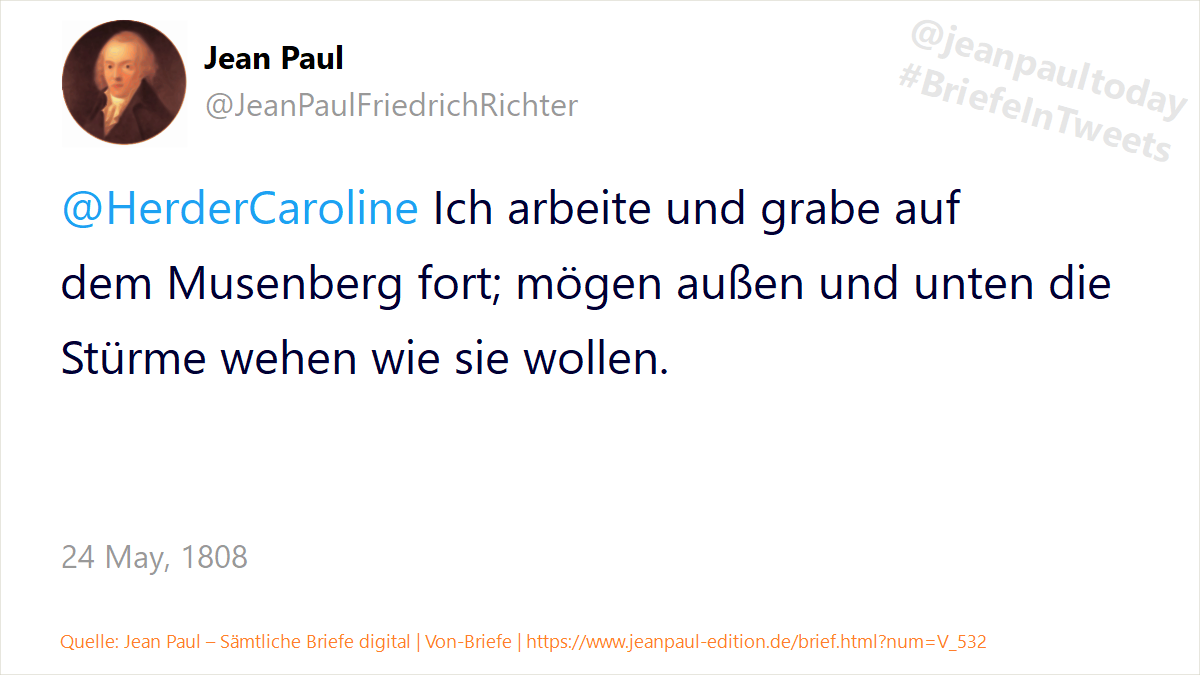 Jean Paul
@JeanPaulFriedrichRichter
@jeanpaultoday
#BriefeInTweets
@HerderCaroline Ich arbeite und grabe auf
dem Musenberg fort; mögen außen und unten die
Stürme wehen wie sie wollen.
24 May, 1808
Quelle: Jean Paul – Sämtliche Briefe digital | Von-Briefe | https://www.jeanpaul-edition.de/brief.html?num=V_532